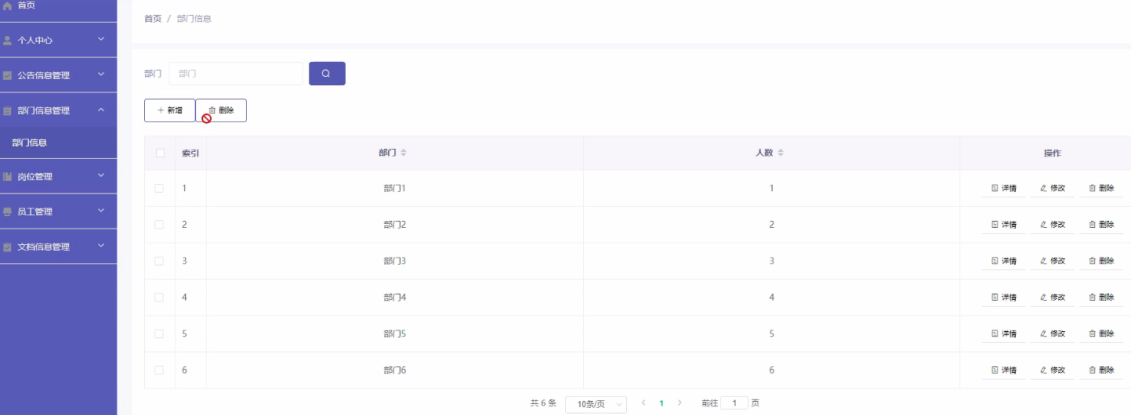 首页
个人中心
公告信息管理
部门信息管理
部门信息
岗位管理
员工管理
文档信息管理
首页 / 部门信息
部门 部门
+ 新增 删除
索引 部门 人数 操作
1 部门1 1 详情 修改 删除
2 部门2 2 详情 修改 删除
3 部门3 3 详情 修改 删除
4 部门4 4 详情 修改 删除
5 部门5 5 详情 修改 删除
6 部门6 6 详情 修改 删除
共 6 条 10条/页 < 1 > 前往 1 页